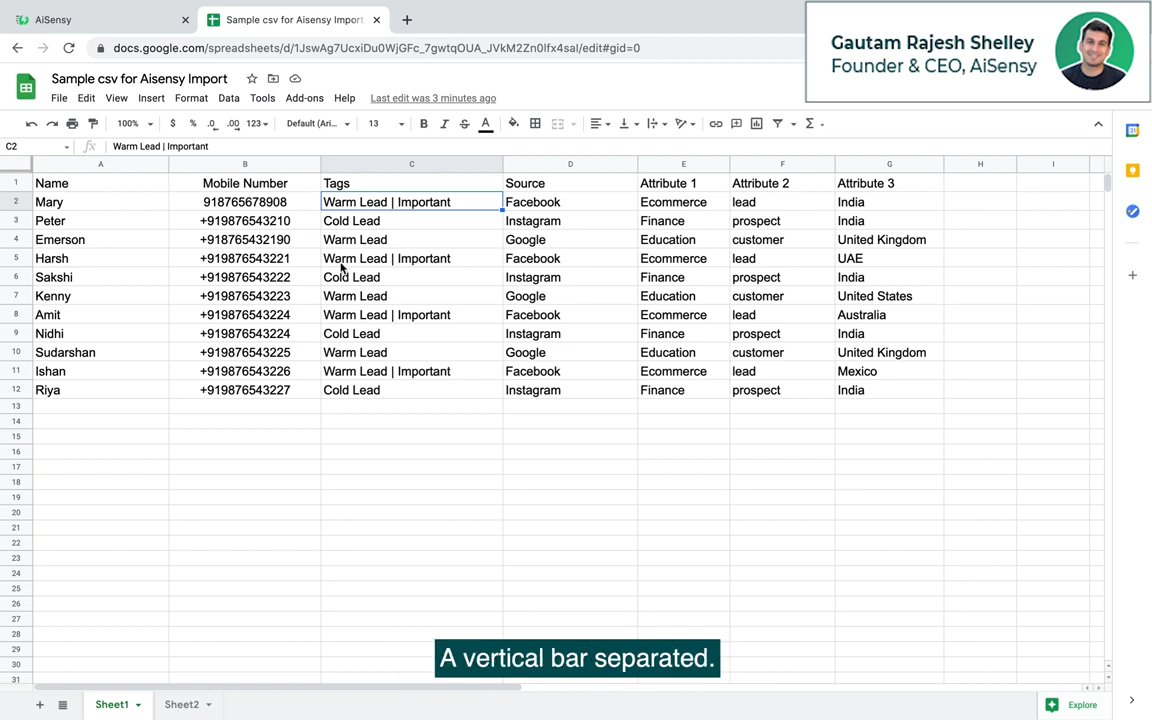 AiSensy
Sample csv for Aisensy Import
docs.google.com/spreadsheets/d/1JswAg7UcxiDu0WjGFc_7gwtqOUA_JVkM2Zn0Ifx4saI/edit#gid=0
Gautam Rajesh Shelley
Founder & CEO, AiSensy
Sample csv for Aisensy Import
File Edit View Insert Format Data Tools Add-ons Help Last edit was 3 minutes ago
100% $ % .0 .00 123 Default (Ari... 13 B I S A
C2 fx Warm Lead | Important
A B C D E F G H I
1 Name Mobile Number Tags Source Attribute 1 Attribute 2 Attribute 3
2 Mary 918765678908 Warm Lead | Important Facebook Ecommerce lead India
3 Peter +919876543210 Cold Lead Instagram Finance prospect India
4 Emerson +918765432190 Warm Lead Google Education customer United Kingdom
5 Harsh +919876543221 Warm Lead | Important Facebook Ecommerce lead UAE
6 Sakshi +919876543222 Cold Lead Instagram Finance prospect India
7 Kenny +919876543223 Warm Lead Google Education customer United States
8 Amit +919876543224 Warm Lead | Important Facebook Ecommerce lead Australia
9 Nidhi +919876543224 Cold Lead Instagram Finance prospect India
10 Sudarshan +919876543225 Warm Lead Google Education customer United Kingdom
11 Ishan +919876543226 Warm Lead | Important Facebook Ecommerce lead Mexico
12 Riya +919876543227 Cold Lead Instagram Finance prospect India
13
14
15
16
17
18
19
20
21
22
23
24
25
26
27
28
29
30
31
A vertical bar separated.
Sheet1 Sheet2 Explore